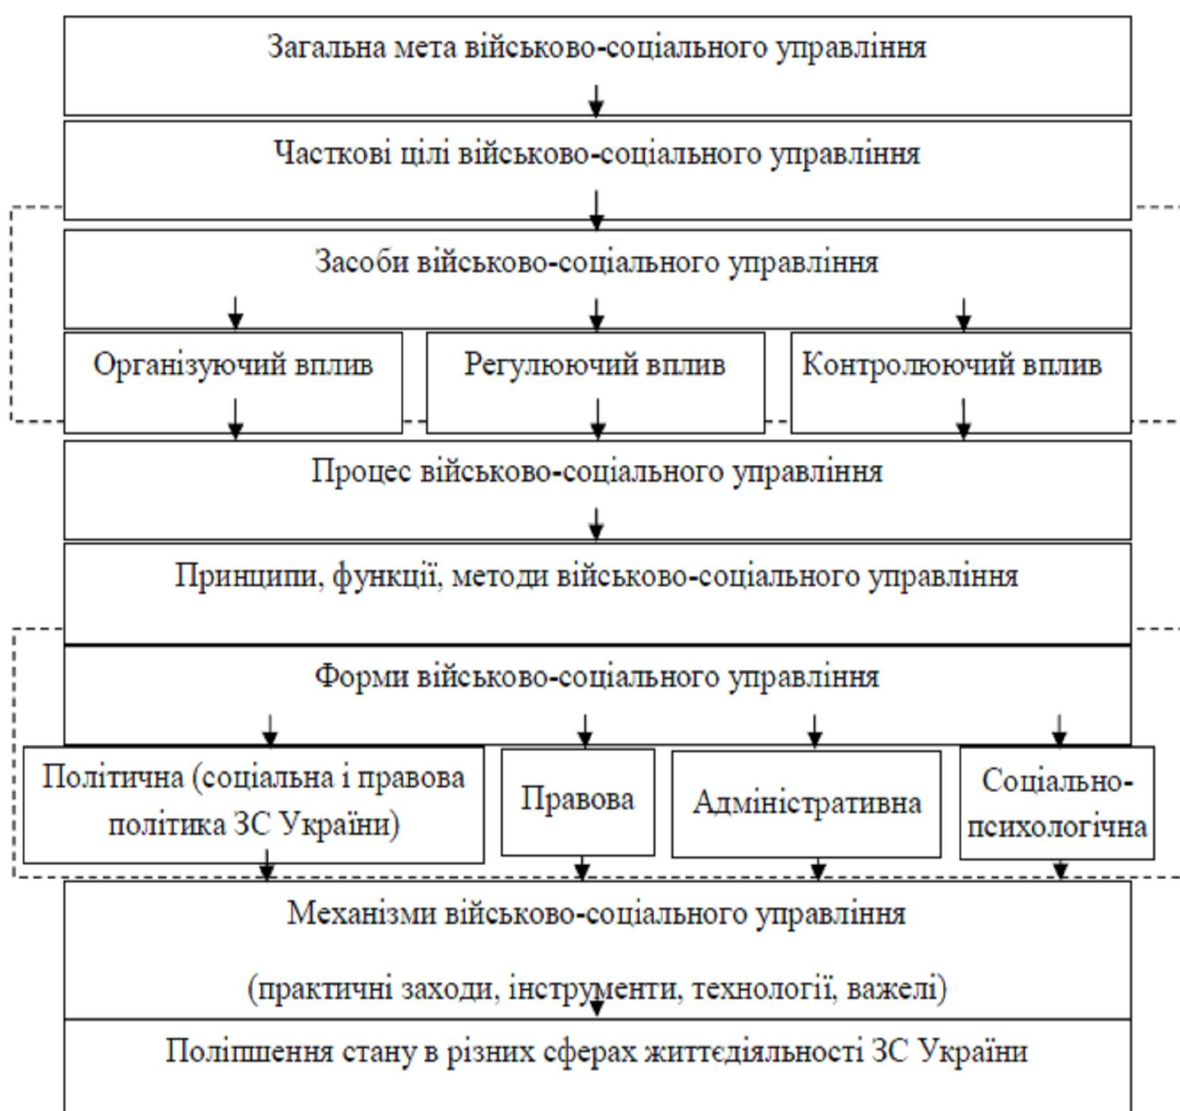 Загальна мета військово-соціального управління
Часткові цілі військово-соціального управління
Засоби військово-соціального управління
Організуючий вплив
Регулюючий вплив
Контролюючий вплив
Процес військово-соціального управління
Принципи, функції, методи військово-соціального управління
Форми військово-соціального управління
Політична (соціальна і правова
політика ЗС України)
Правова
Адміністративна
Соціально-
психологічна
Механізми військово-соціального управління
(практичні заходи, інструменти, технології, важелі)
Поліпшення стану в різних сферах життєдіяльності ЗС України